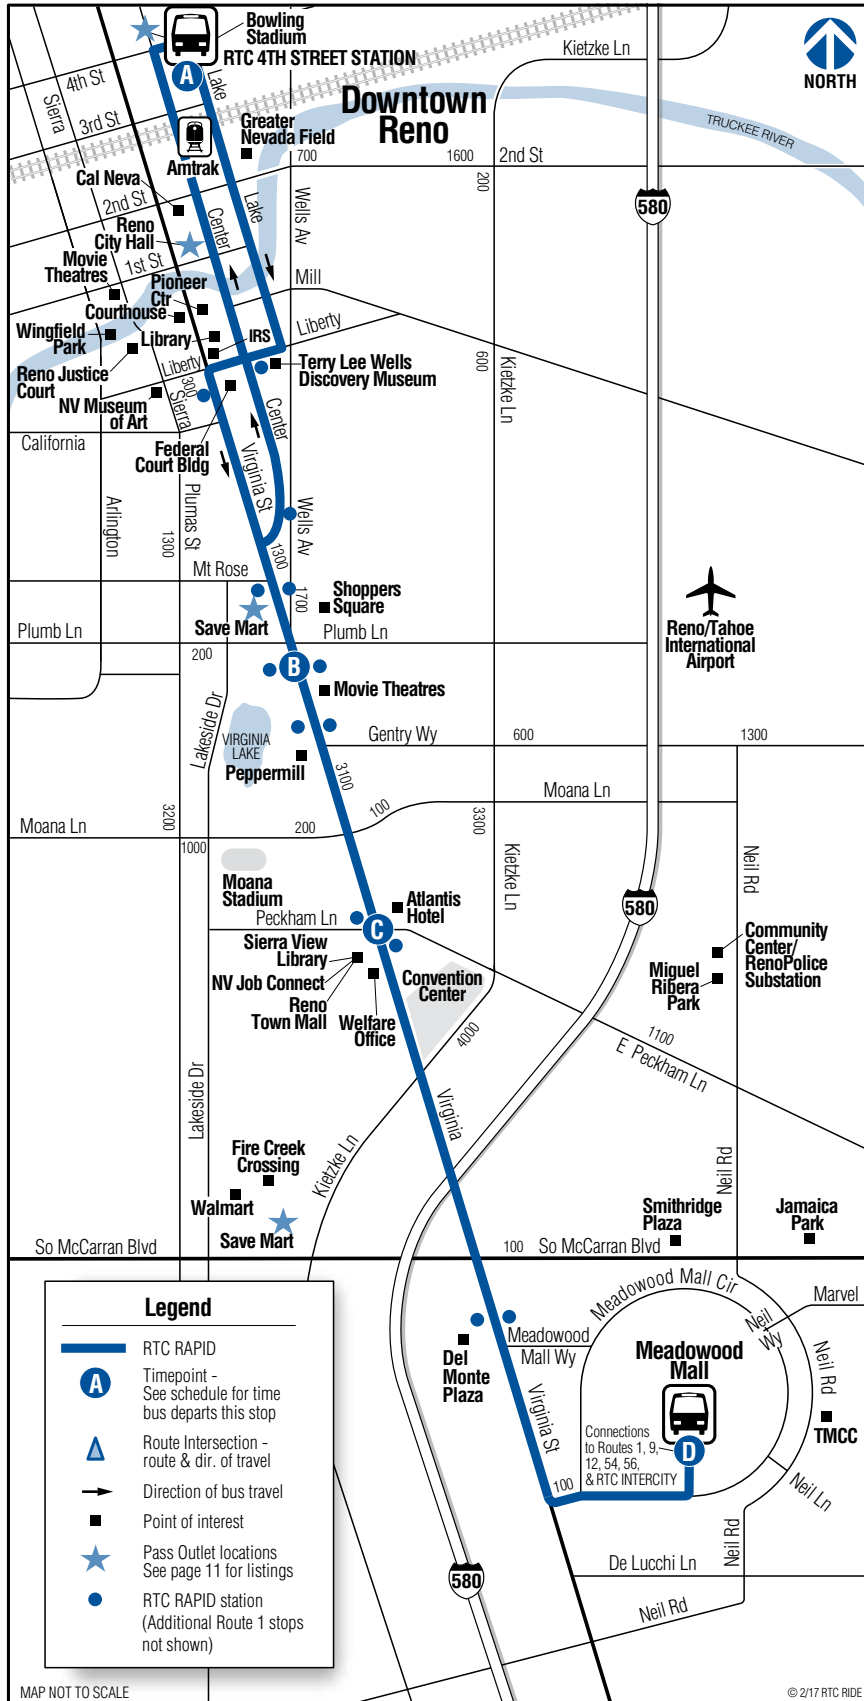 Bowling
Stadium
RTC 4TH STREET STATION
Kietzke Ln
NORTH
A
4th St
Lake
Sierra
3rd St
Greater
Nevada Field
Downtown
Reno
TRUCKEE RIVER
Amtrak
700
1600
2nd St
200
Cal Neva
2nd St
Center
Lake
Wells Av
580
Reno
City Hall
1st St
Movie
Theatres
Pioneer
Ctr
Mill
Courthouse
Liberty
Wingfield
Park
Library
IRS
600
Kietzke Ln
Reno Justice
Court
Liberty
300
Terry Lee Wells
Discovery Museum
NV Museum
of Art
Sierra
Center
California
Federal
Court Bldg
Virginia St
Arlington
Plumas St
1300
Wells Av
1300
Mt Rose
1700
Shoppers
Square
Save Mart
Plumb Ln
Plumb Ln
Reno/Tahoe
International
Airport
200
B
Movie Theatres
Lakeside Dr
VIRGINIA
LAKE
Gentry Wy
600
1300
Peppermill
3100
Moana Ln
3200
200
100
3300
Moana Ln
1000
Kietzke Ln
Neil Rd
Moana
Stadium
Atlantis
Hotel
580
Peckham Ln
C
Sierra View
Library
NV Job Connect
Reno
Town Mall
Welfare
Office
Convention
Center
4000
Community
Center/
RenoPolice
Substation
Miguel
Ribera
Park
1100
E Peckham Ln
Lakeside Dr
Virginia
Fire Creek
Crossing
Kietzke Ln
Neil Rd
Walmart
Save Mart
Smithridge
Plaza
Jamaica
Park
So McCarran Blvd
100
So McCarran Blvd
Meadowood Mall Cir
Marvel
Neil Wy
Meadowood
Mall Wy
Del
Monte
Plaza
Meadowood
Mall
Neil Rd
Virginia St
TMCC
Connections
to Routes 1, 9,
12, 54, 56,
& RTC INTERCITY
D
100
Neil Ln
Neil Rd
De Lucchi Ln
580
Neil Rd
Legend
RTC RAPID
A
Timepoint -
See schedule for time
bus departs this stop
Route Intersection -
route & dir. of travel
Direction of bus travel
Point of interest
Pass Outlet locations
See page 11 for listings
RTC RAPID station
(Additional Route 1 stops
not shown)
MAP NOT TO SCALE
© 2/17 RTC RIDE